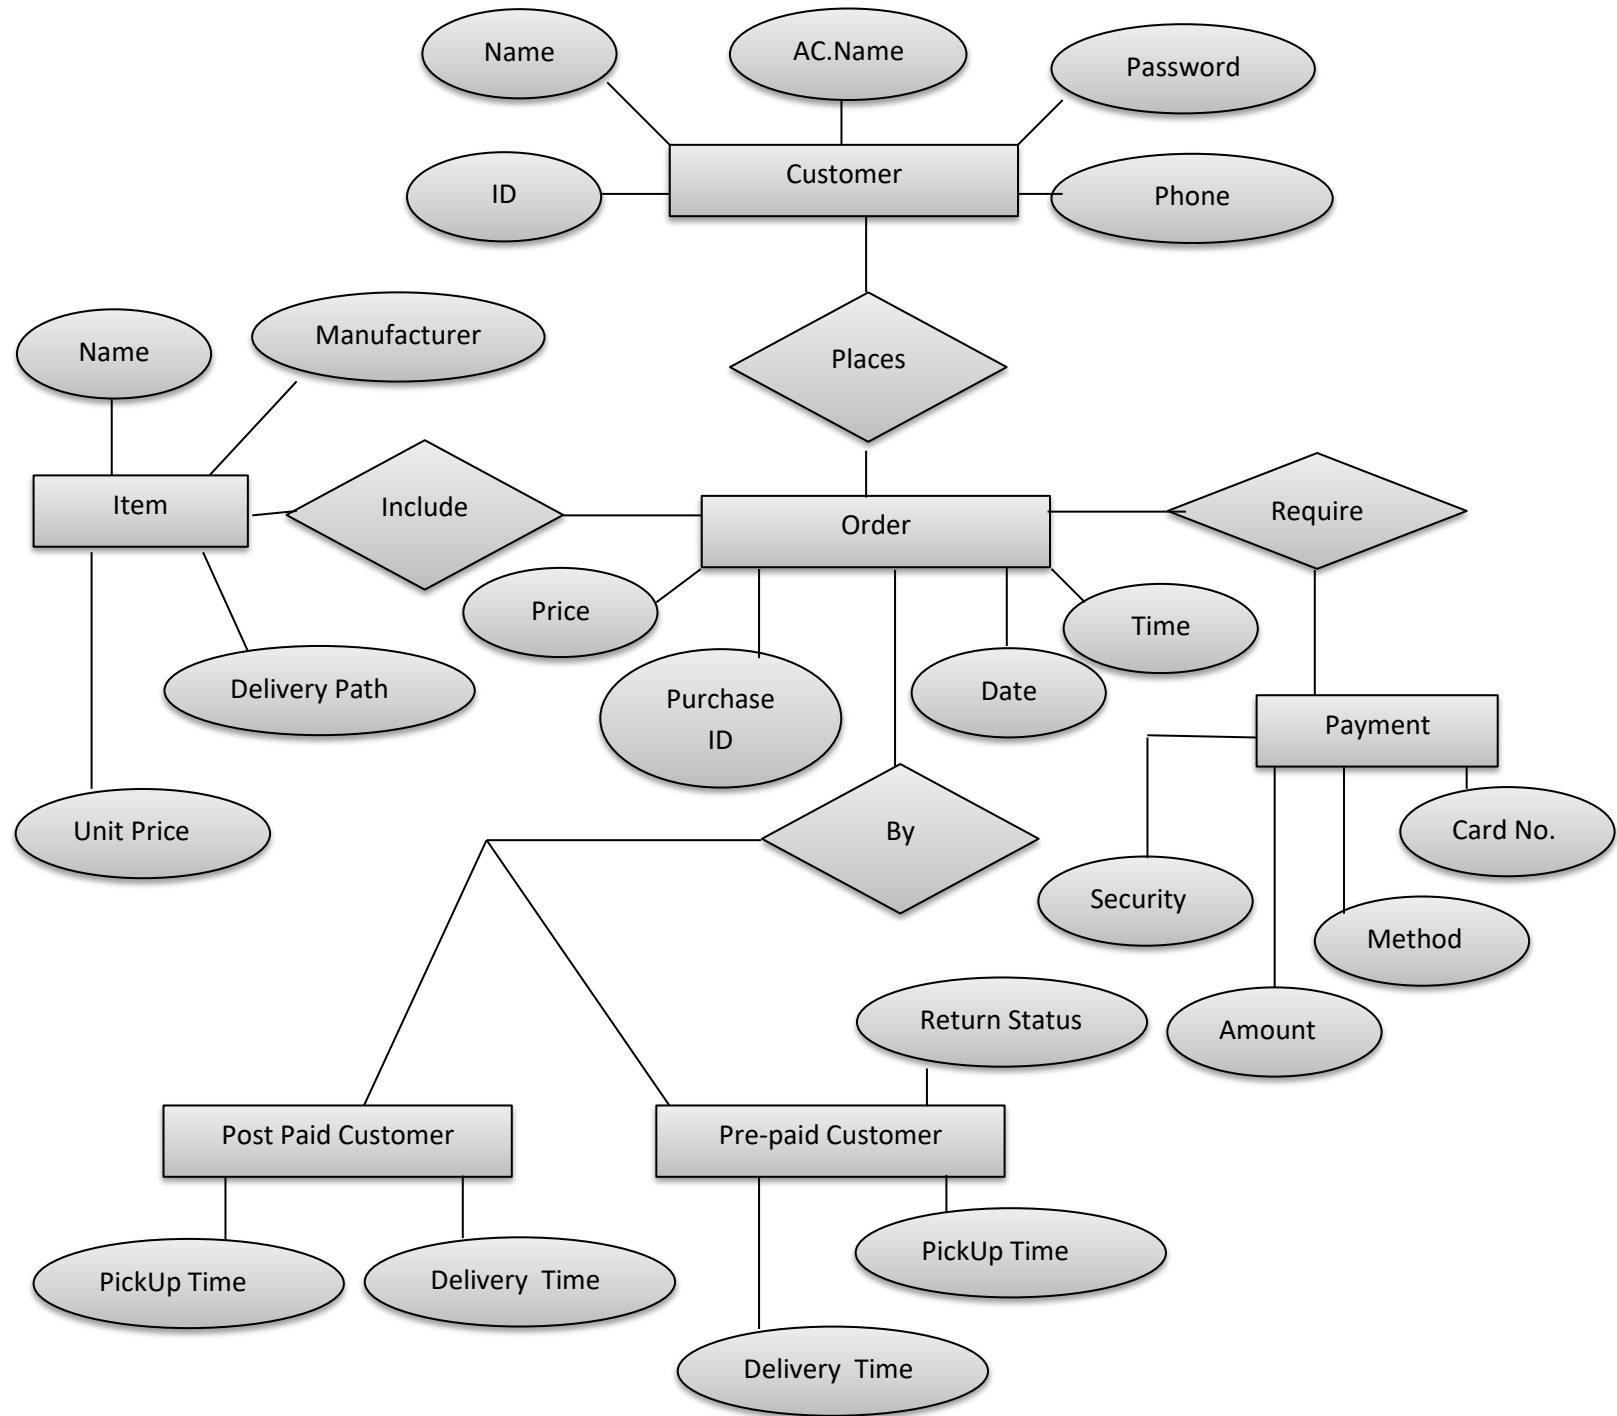 Name
AC.Name
Password
Customer
ID
Phone
Name
Manufacturer
Places
Item
Include
Order
Require
Price
Time
Delivery Path
Purchase
ID
Date
Payment
Unit Price
By
Card No.
Security
Method
Return Status
Amount
Post Paid Customer
Pre-paid Customer
PickUp Time
Delivery  Time
PickUp Time
Delivery  Time